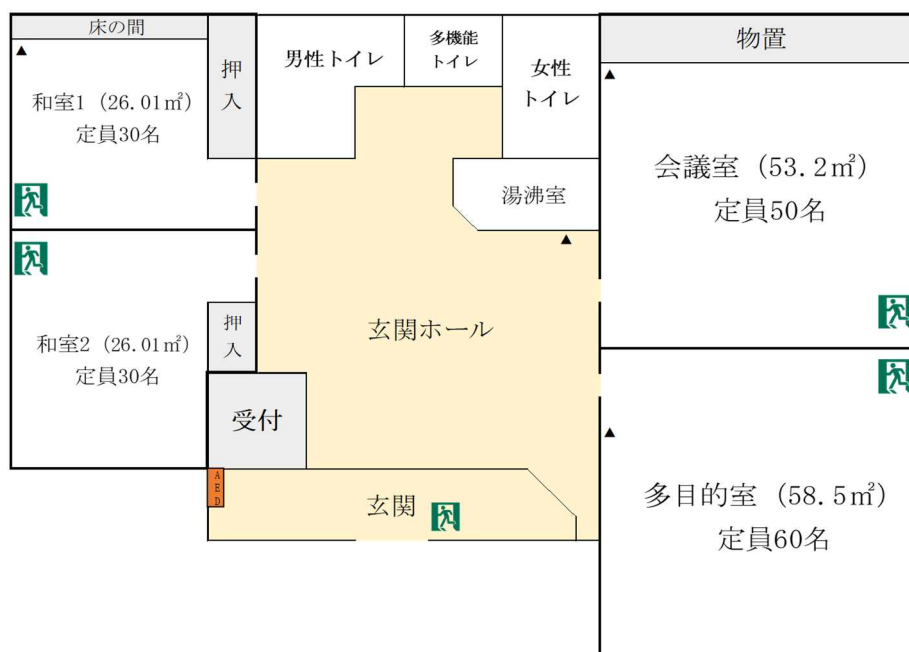 床の間
押
入
男性トイレ
多機能
トイレ
女性
トイレ
物置
和室1（26.01㎡）
定員30名
会議室（53.2㎡）
定員50名
湯沸室
和室2（26.01㎡）
定員30名
押
入
玄関ホール
受付
多目的室（58.5㎡）
定員60名
AED
玄関